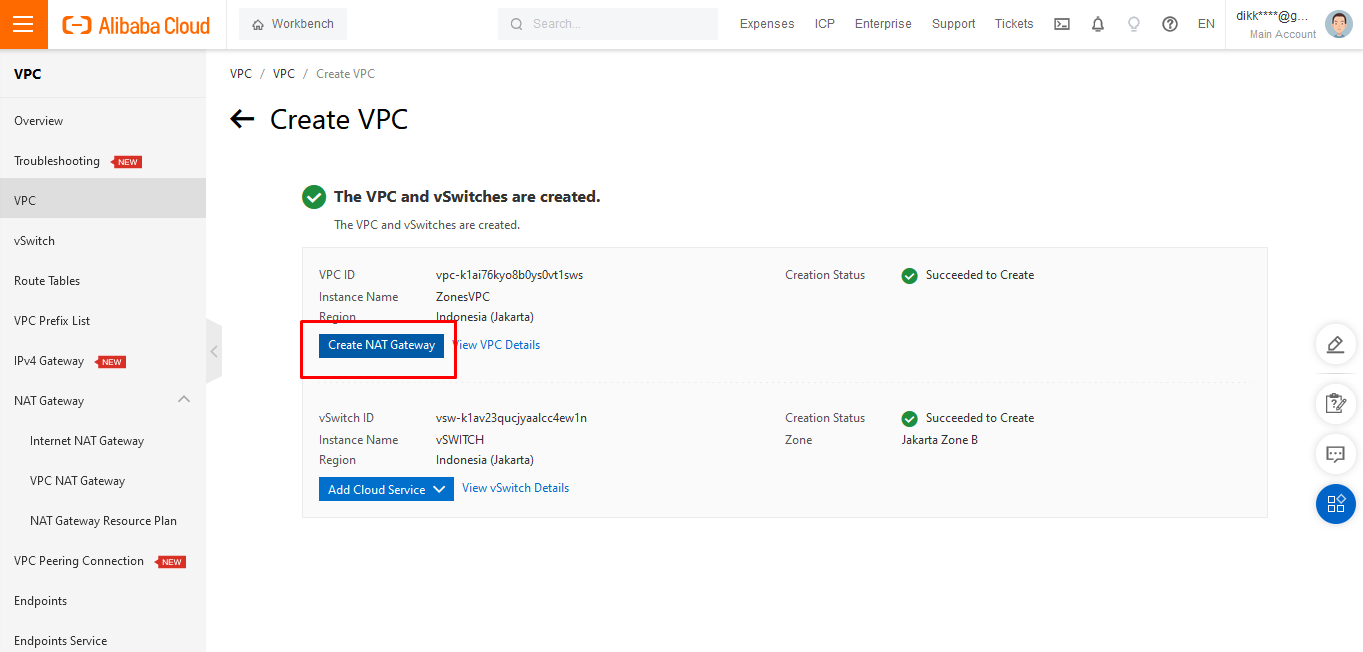 Alibaba Cloud
Workbench
Search...
Expenses
ICP
Enterprise
Support
Tickets
EN
dikk****@g...
Main Account
VPC
Overview
Troubleshooting NEW
VPC
vSwitch
Route Tables
VPC Prefix List
IPv4 Gateway NEW
NAT Gateway
Internet NAT Gateway
VPC NAT Gateway
NAT Gateway Resource Plan
VPC Peering Connection NEW
Endpoints
Endpoints Service
VPC / VPC / Create VPC
Create VPC
The VPC and vSwitches are created.
The VPC and vSwitches are created.
VPC ID vpc-k1ai76kyo8b0ys0vt1sws Creation Status Succeeded to Create
Instance Name ZonesVPC
Region Indonesia (Jakarta)
Create NAT Gateway View VPC Details
vSwitch ID vsw-k1av23qucjyaalcc4ew1n Creation Status Succeeded to Create
Instance Name vSWITCH Zone Jakarta Zone B
Region Indonesia (Jakarta)
Add Cloud Service View vSwitch Details